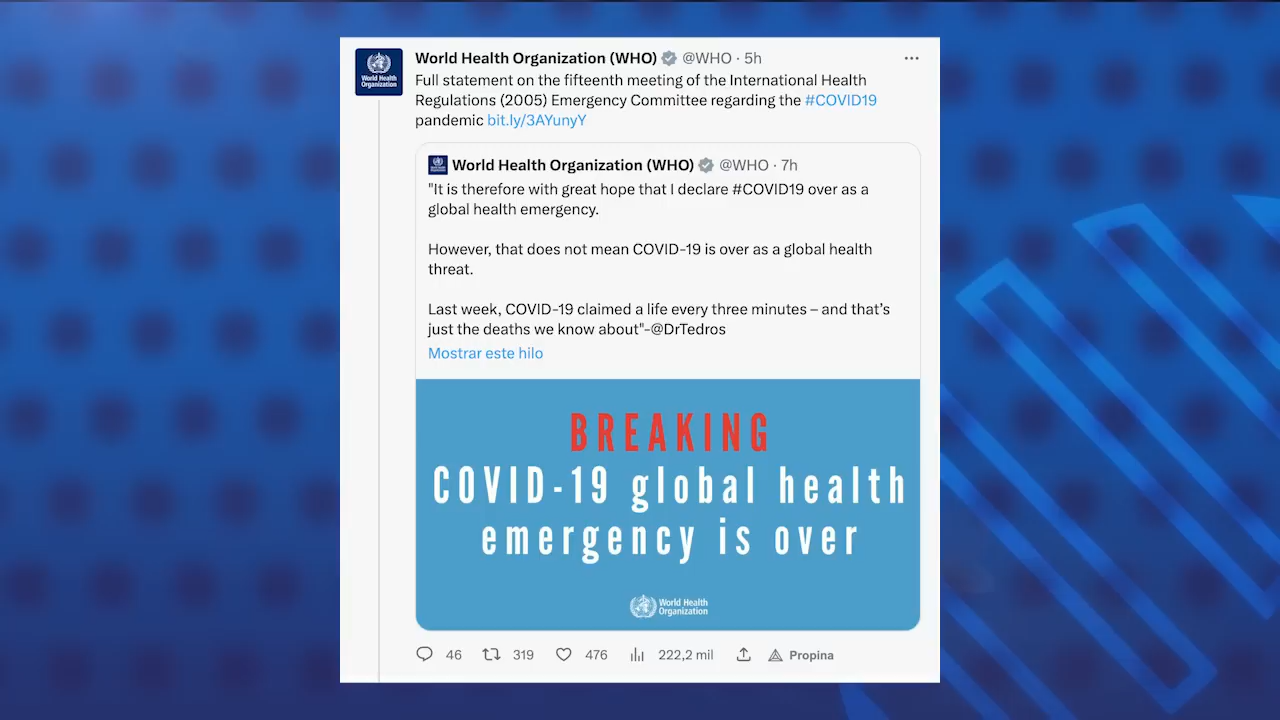 World Health Organization (WHO) @WHO · 5h
World Health
Organization
Full statement on the fifteenth meeting of the International Health
Regulations (2005) Emergency Committee regarding the #COVID19
pandemic bit.ly/3AYunyY
World Health Organization (WHO) @WHO · 7h
"It is therefore with great hope that I declare #COVID19 over as a
global health emergency.
However, that does not mean COVID-19 is over as a global health
threat.
Last week, COVID-19 claimed a life every three minutes – and that's
just the deaths we know about"-@DrTedros
Mostrar este hilo
BREAKING
COVID-19 global health
emergency is over
World Health
Organization
46 319 476 222,2 mil Propina